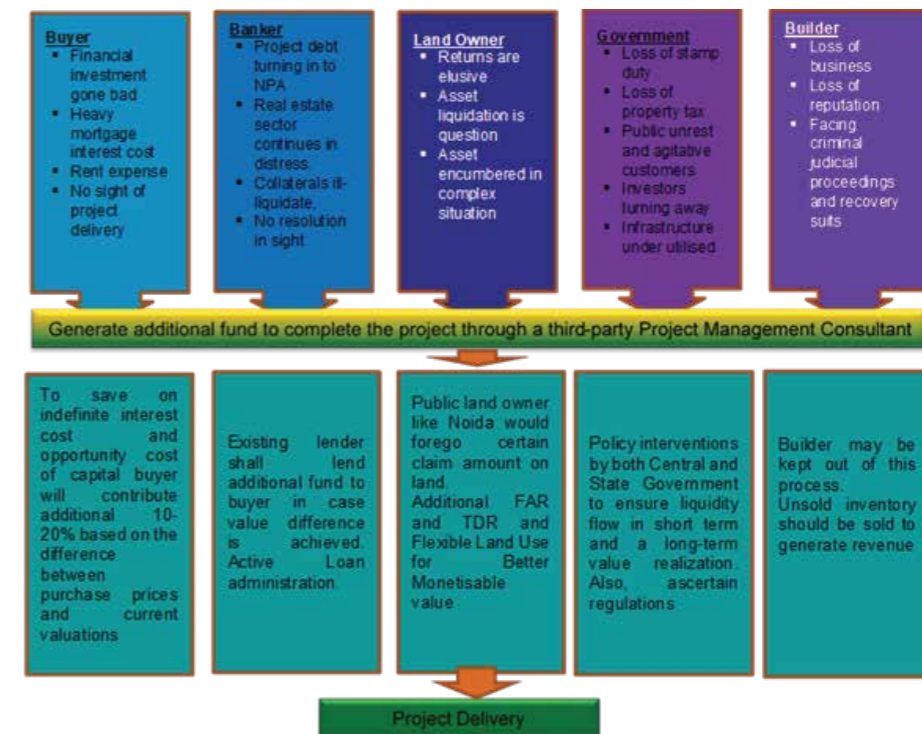 Buyer
▪ Financial
investment
gone bad
▪ Heavy
mortgage
interest cost
▪ Rent expense
▪ No sight of
project
delivery
Banker
▪ Project debt
turning in to
NPA
▪ Real estate
sector
continues in
distress.
▪ Collaterals ill-
liquidate,
▪ No resolution
in sight
Land Owner
▪ Returns are
elusive
▪ Asset
liquidation is
question
▪ Asset
encumbered in
complex
situation
Government
▪ Loss of stamp
duty
▪ Loss of
property tax
▪ Public unrest
and agitative
customers
▪ Investors
turning away
▪ Infrastructure
under utilised
Builder
▪ Loss of
business
▪ Loss of
reputation
▪ Facing
criminal
judicial
proceedings
and recovery
suits
Generate additional fund to complete the project through a third-party Project Management Consultant
To save on
indefinite interest
cost and
opportunity cost
of capital buyer
will contribute
additional 10-
20% based on the
difference
between
purchase prices
and current
valuations
Existing lender
shall lend
additional fund to
buyer in case
value difference
is achieved.
Active Loan
administration.
Public land owner
like Noida would
forego certain
claim amount on
land.
Additional FAR
and TDR and
Flexible Land Use
for Better
Monetisable
value
Policy interventions
by both Central and
State Government
to ensure liquidity
flow in short term
and a long-term
value realization.
Also, ascertain
regulations
Builder may be
kept out of this
process.
Unsold inventory
should be sold to
generate revenue
Project Delivery